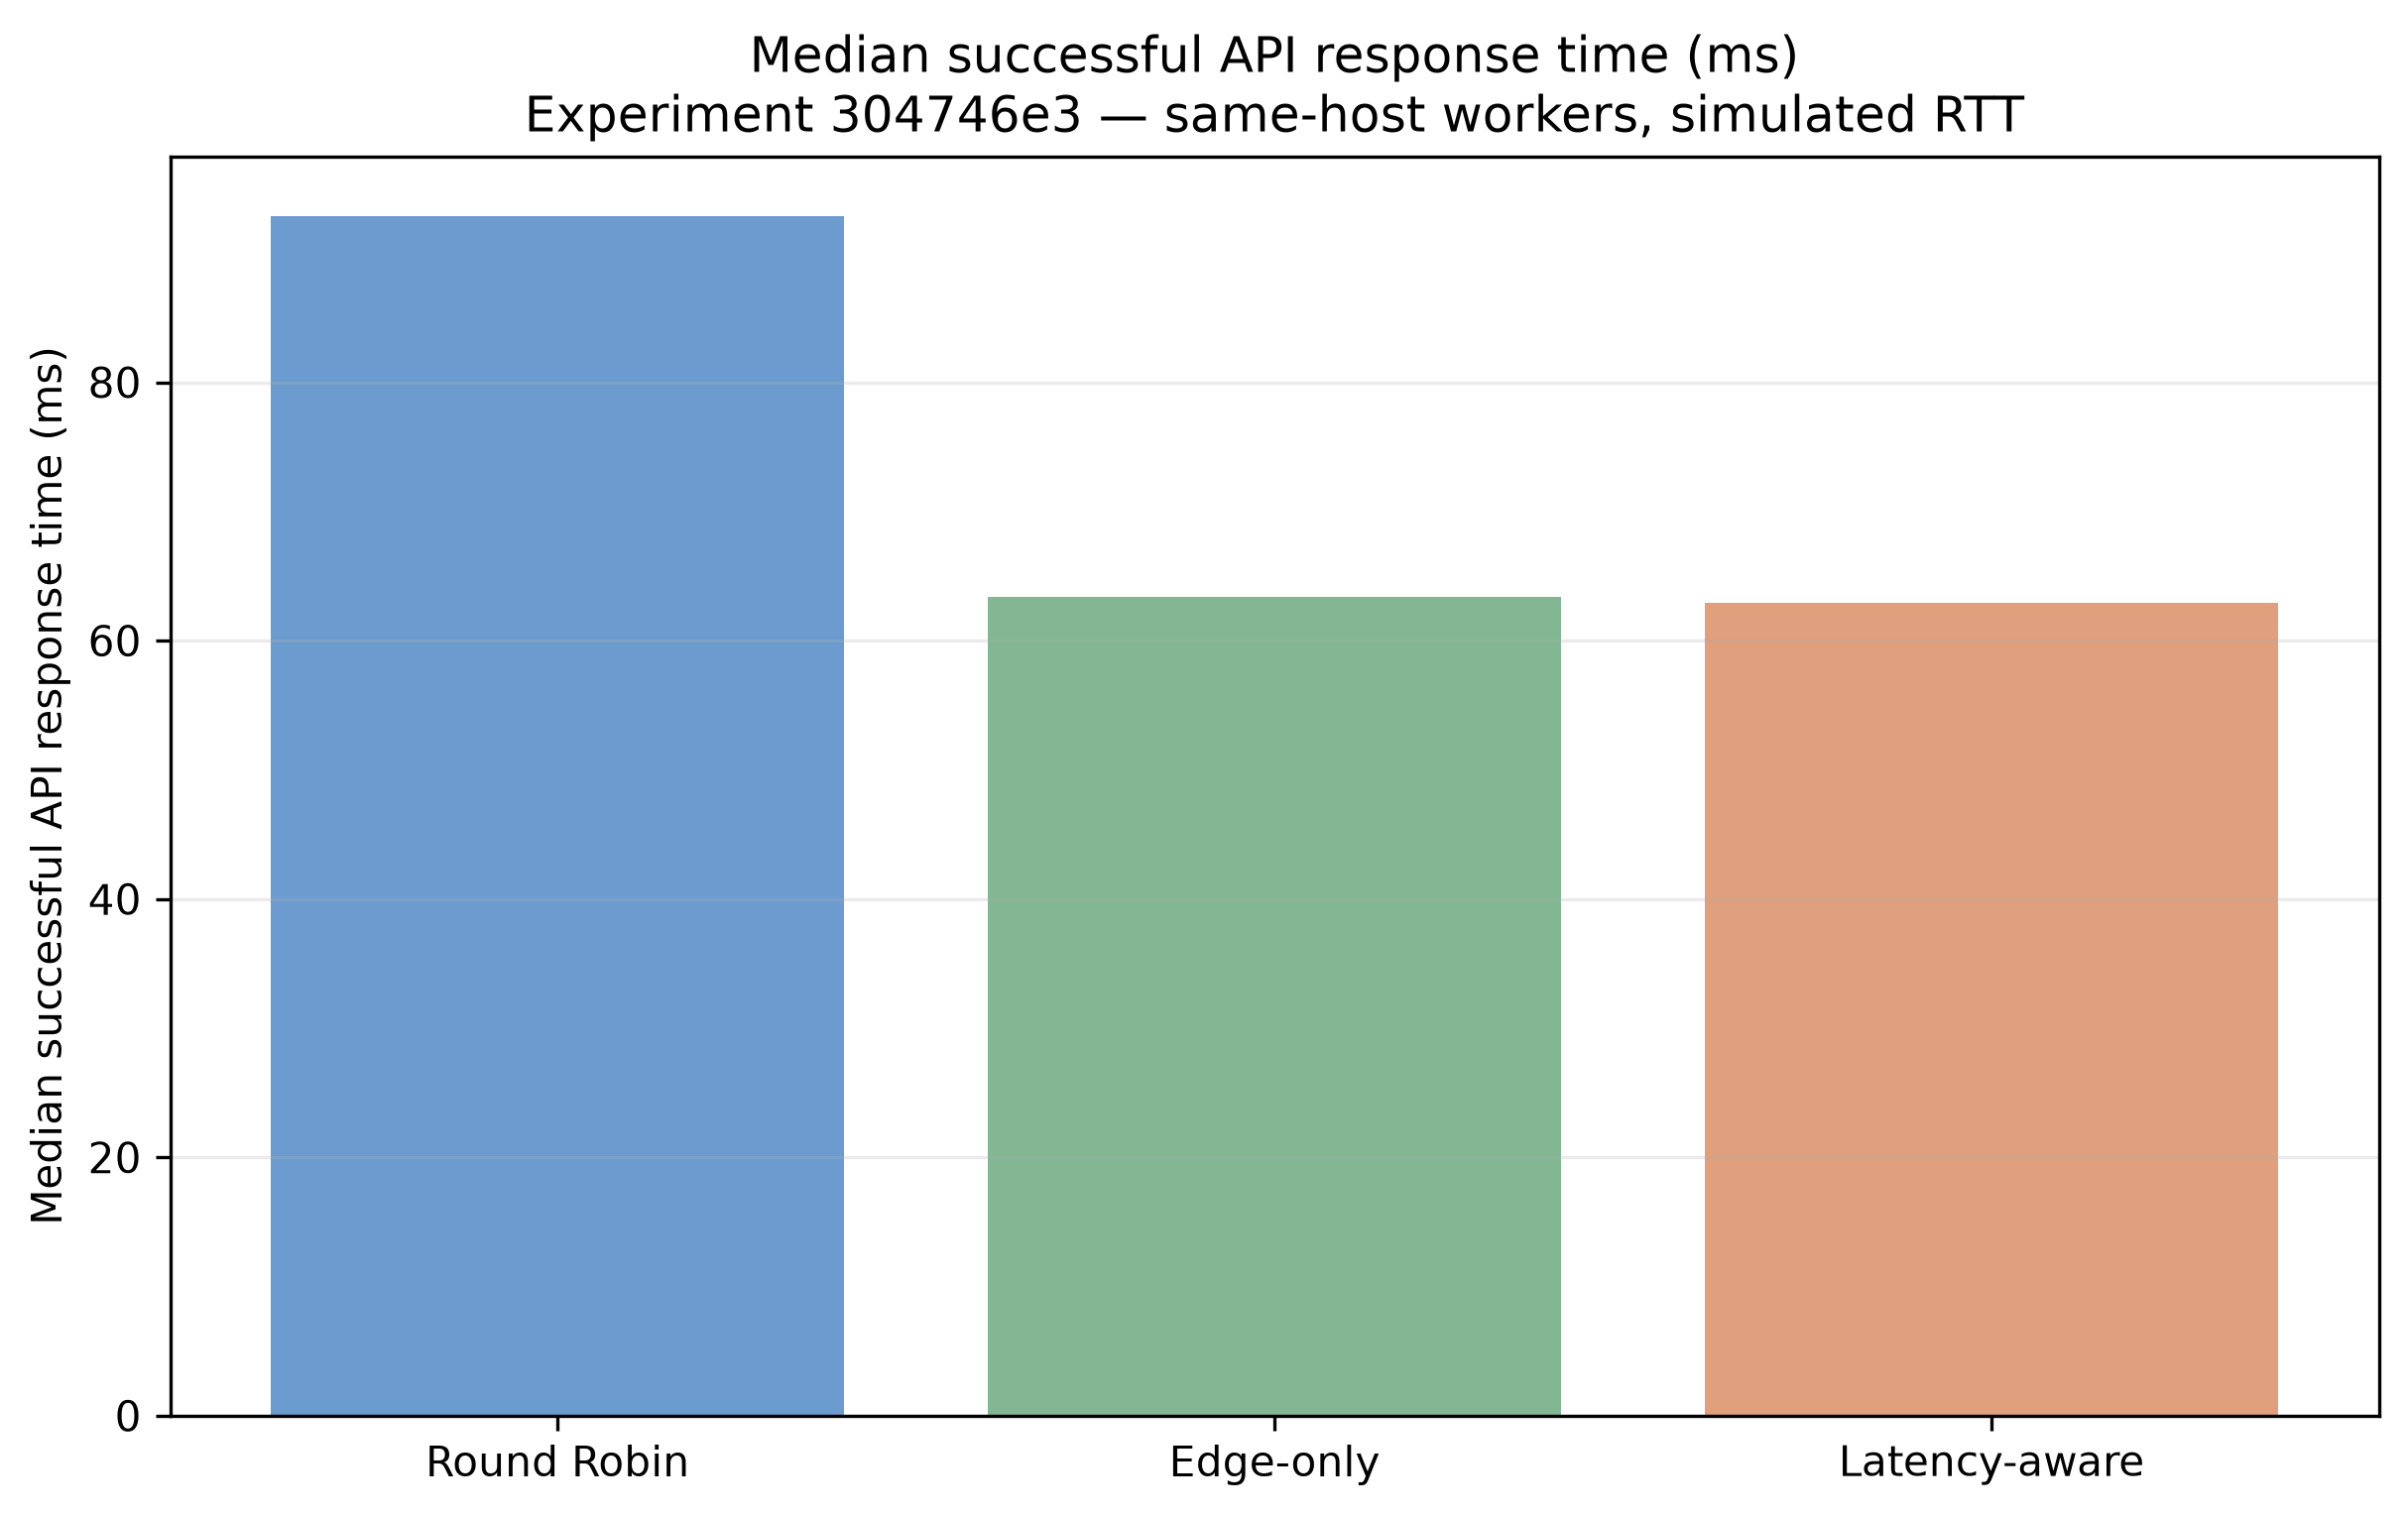 Median successful API response time (ms)
Experiment 304746e3 — same-host workers, simulated RTT
Median successful API response time (ms)
80
60
40
20
0
Round Robin
Edge-only
Latency-aware